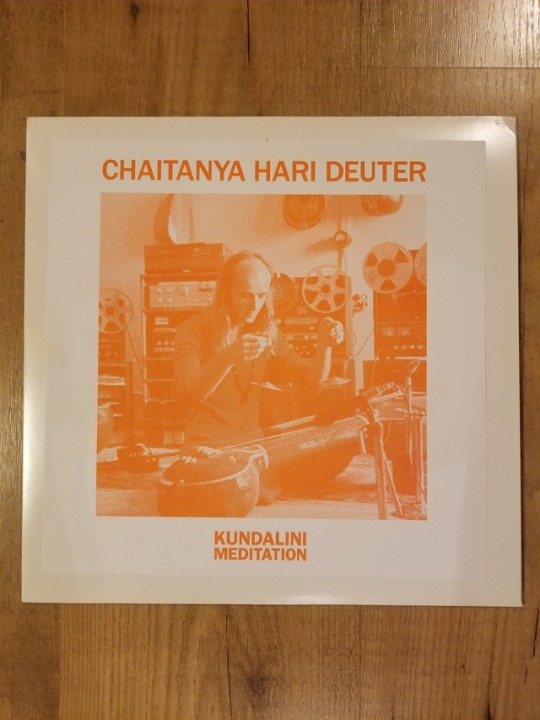 CHAITANYA HARI DEUTER
KUNDALINI
MEDITATION